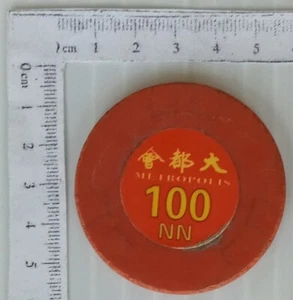 cm 1 2 3 4 5
0 cm
1
2
3
4
5
大都會
METROPOLIS
100
NN